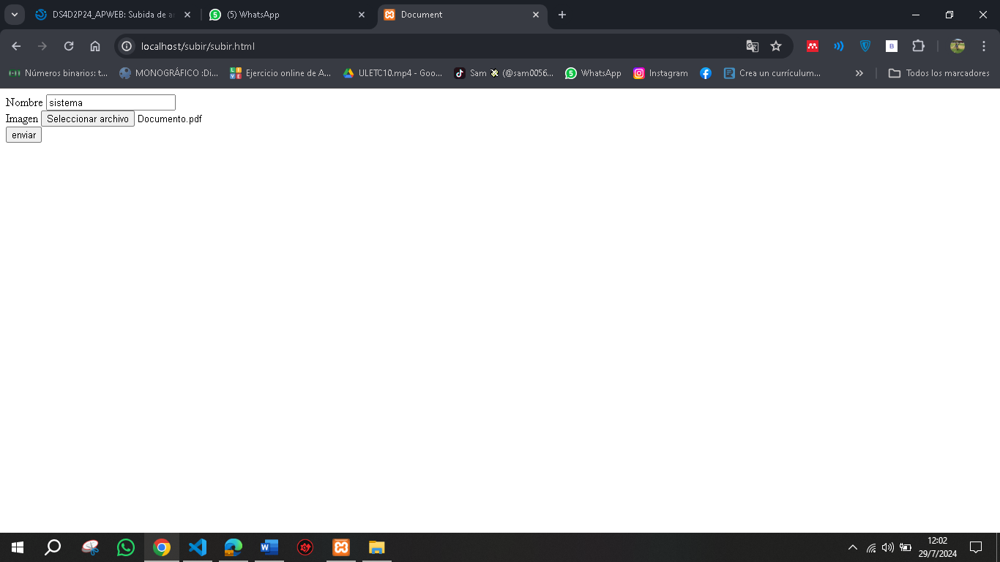 DS4D2P24_APWEB: Subida de a
(5) WhatsApp
Document
localhost/subir/subir.html
Números binarios: t...
MONOGRÁFICO :Di...
Ejercicio online de A...
ULETC10.mp4 - Goo...
Sam (@sam0056...
WhatsApp
Instagram
Crea un currículum...
»
Todos los marcadores
Nombre sistema
Imagen Seleccionar archivo Documento.pdf
enviar
12:02
29/7/2024